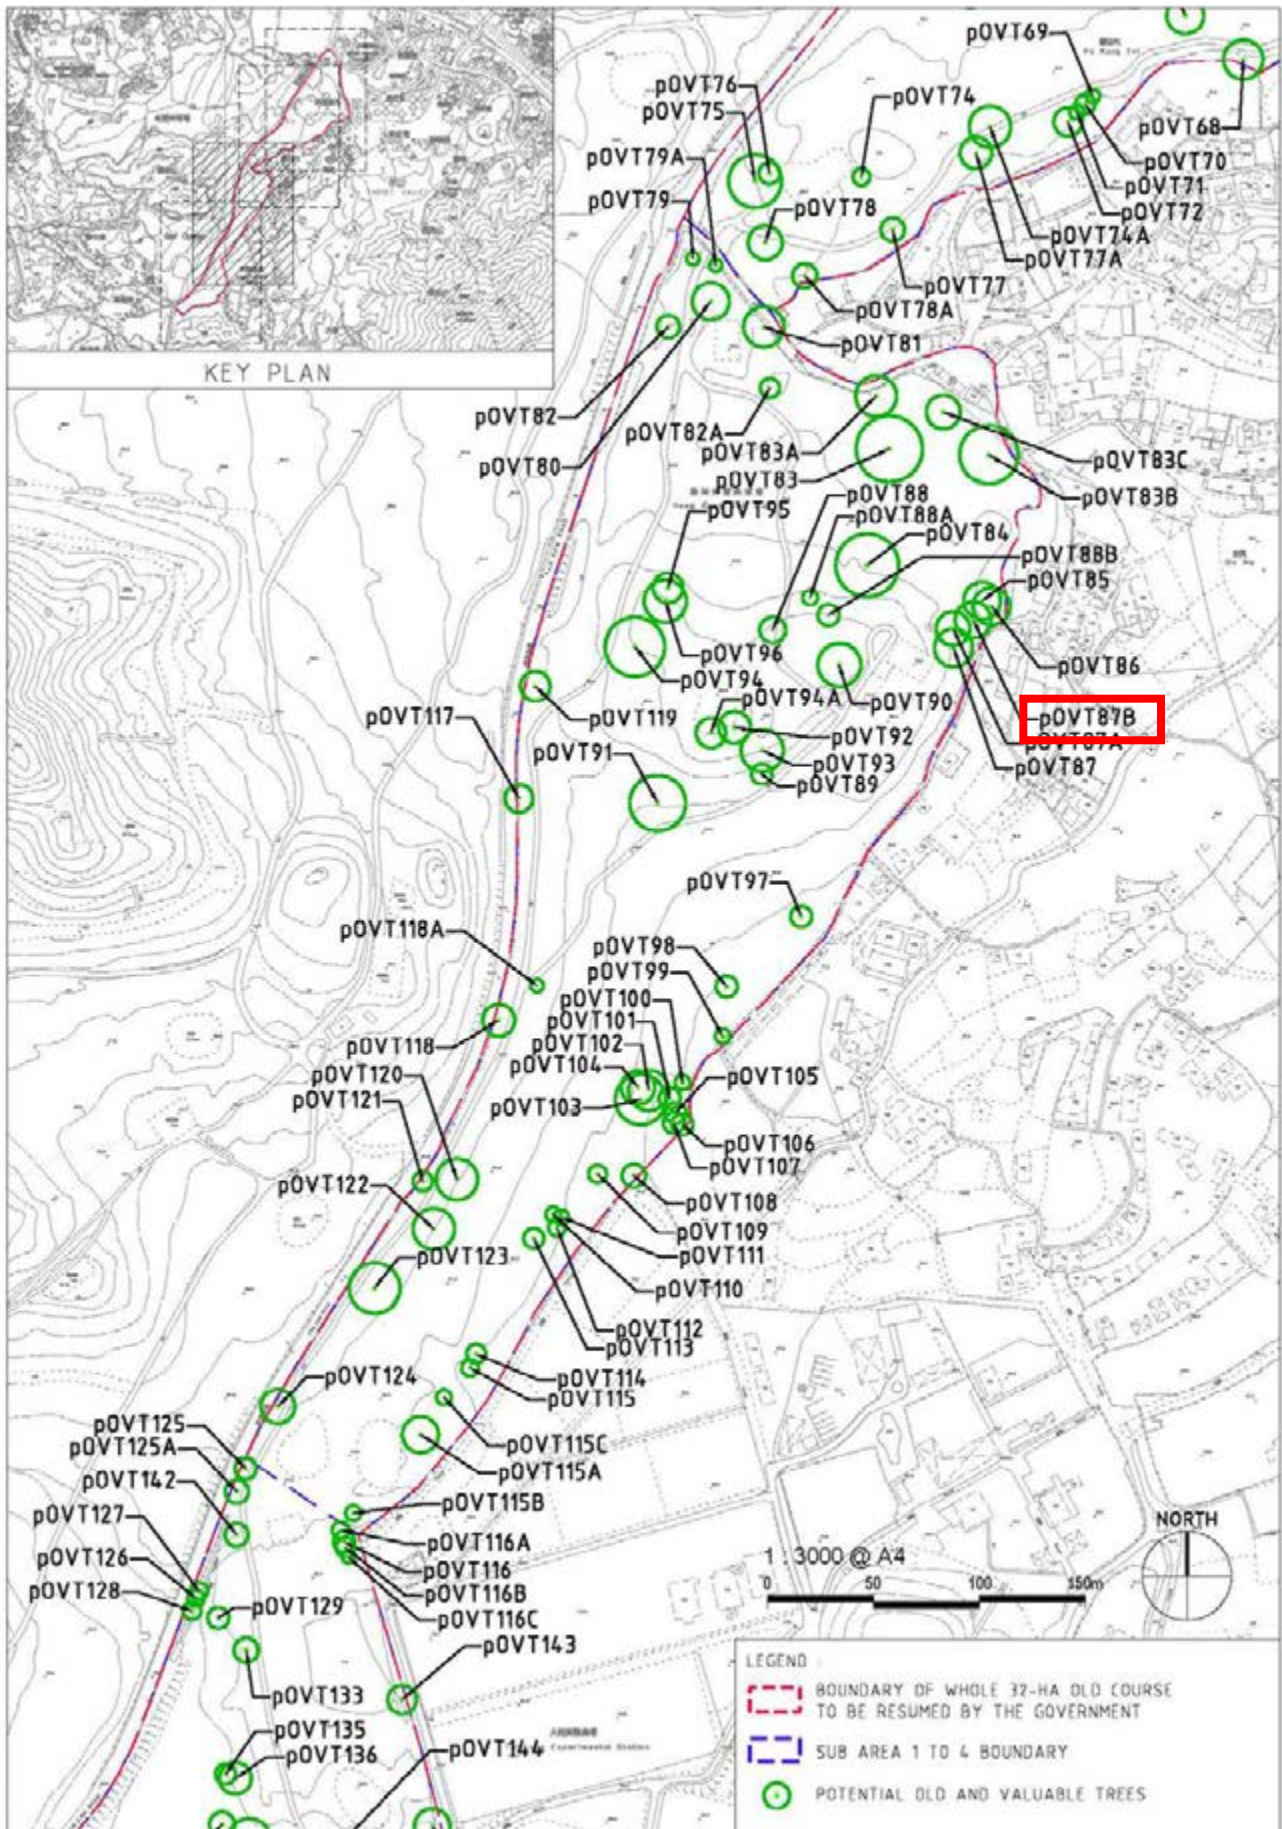 KEY PLAN
pOVT69
pOVT76
pOVT75
pOVT74
pOVT68
pOVT79A
pOVT70
pOVT71
pOVT79
pOVT78
pOVT72
pOVT74A
pOVT77A
pOVT77
pOVT78A
pOVT81
pOVT82
pOVT82A
pOVT83A
pOVT83C
pOVT80
pOVT83
pOVT88
pOVT83B
pOVT95
pOVT88A
pOVT84
pOVT88B
pOVT85
pOVT96
pOVT86
pOVT94
pOVT94A
pOVT90
pOVT117
pOVT119
pOVT87B
pOVT92
pOVT87A
pOVT91
pOVT93
pOVT87
pOVT89
pOVT97
pOVT118A
pOVT98
pOVT99
pOVT100
pOVT101
pOVT118
pOVT102
pOVT104
pOVT120
pOVT105
pOVT121
pOVT103
pOVT106
pOVT107
pOVT122
pOVT108
pOVT109
pOVT123
pOVT111
pOVT110
pOVT112
pOVT113
pOVT124
pOVT114
pOVT115
pOVT125
pOVT115C
pOVT125A
pOVT115A
pOVT142
pOVT115B
pOVT127
pOVT116A
pOVT126
pOVT116
pOVT128
pOVT116B
pOVT129
pOVT116C
pOVT143
pOVT133
pOVT135
pOVT136
pOVT144
Experimental Station
NORTH
1 : 3000 @ A4
0 50 100 150m
LEGEND :
BOUNDARY OF WHOLE 32-HA OLD COURSE
TO BE RESUMED BY THE GOVERNMENT
SUB AREA 1 TO 4 BOUNDARY
POTENTIAL OLD AND VALUABLE TREES